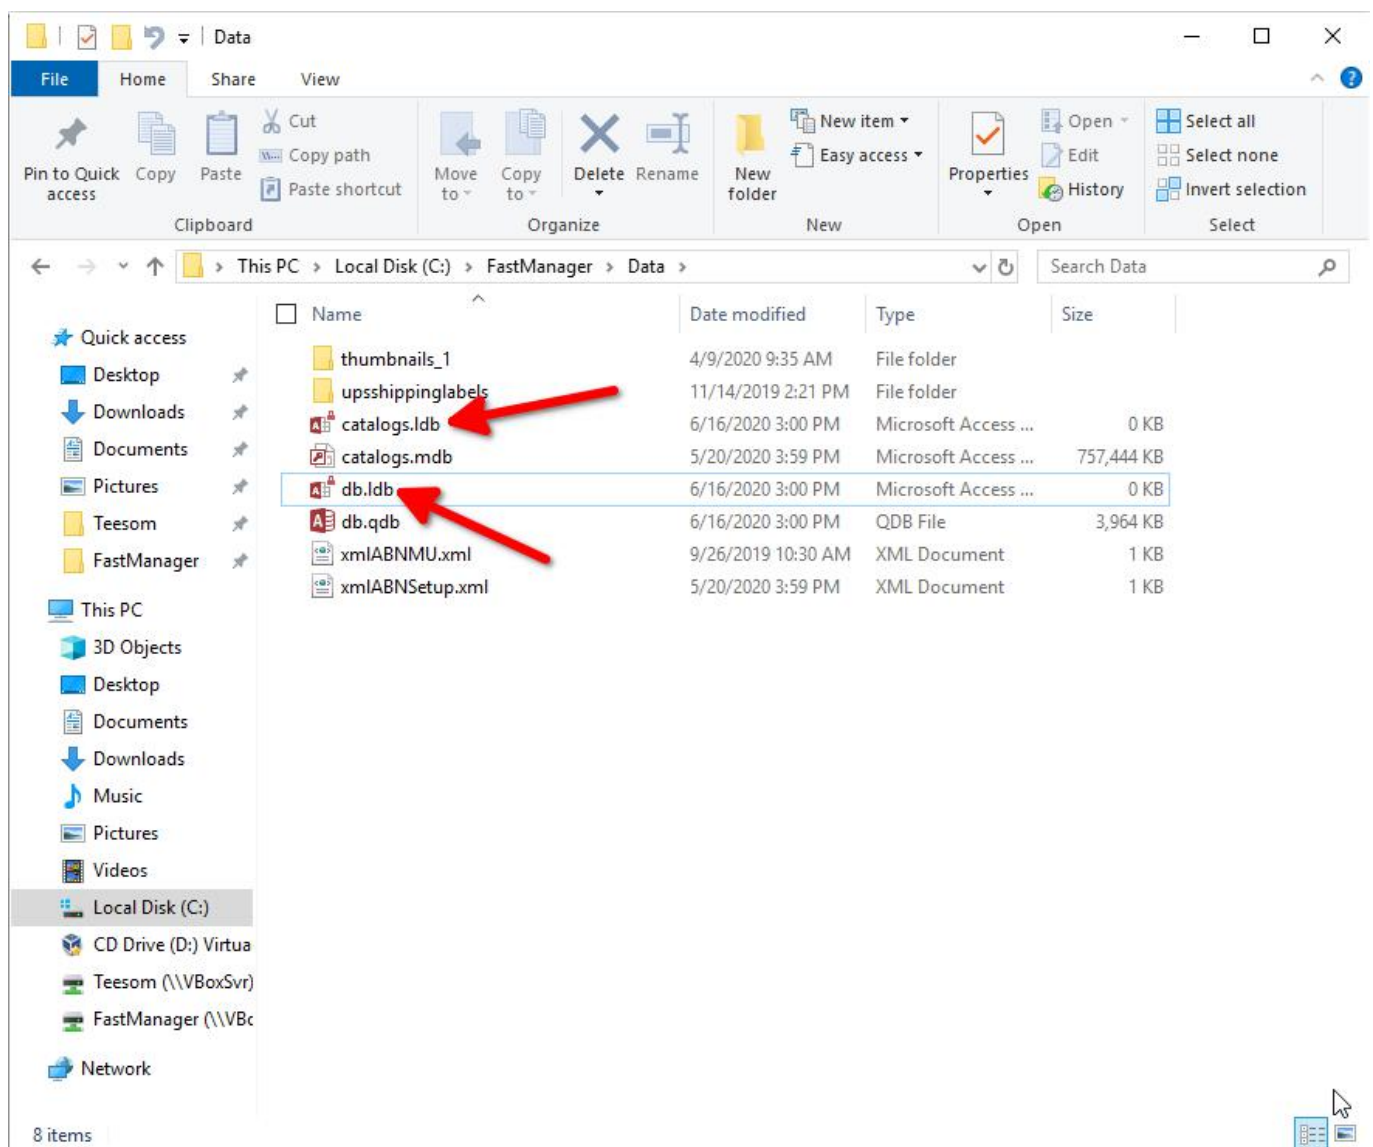 Data
File Home Share View
Pin to Quick access
Copy
Paste
Cut
Copy path
Paste shortcut
Clipboard
Move to
Copy to
Delete
Rename
Organize
New folder
New item
Easy access
New
Properties
Open
Edit
History
Open
Select all
Select none
Invert selection
Select
This PC > Local Disk (C:) > FastManager > Data >
Search Data
Name Date modified Type Size
thumbnails_1 4/9/2020 9:35 AM File folder
upsshippinglabels 11/14/2019 2:21 PM File folder
catalogs.ldb 6/16/2020 3:00 PM Microsoft Access ... 0 KB
catalogs.mdb 5/20/2020 3:59 PM Microsoft Access ... 757,444 KB
db.ldb 6/16/2020 3:00 PM Microsoft Access ... 0 KB
db.qdb 6/16/2020 3:00 PM QDB File 3,964 KB
xmlABNMU.xml 9/26/2019 10:30 AM XML Document 1 KB
xmlABNSetup.xml 5/20/2020 3:59 PM XML Document 1 KB
Quick access
Desktop
Downloads
Documents
Pictures
Teesom
FastManager
This PC
3D Objects
Desktop
Documents
Downloads
Music
Pictures
Videos
Local Disk (C:)
CD Drive (D:) Virtua
Teesom (\\VBoxSvr)
FastManager (\\VBo
Network
8 items